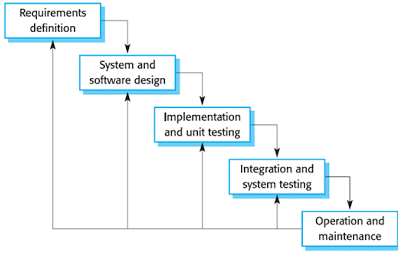 Requirements
definition
System and
software design
Implementation
and unit testing
Integration and
system testing
Operation and
maintenance